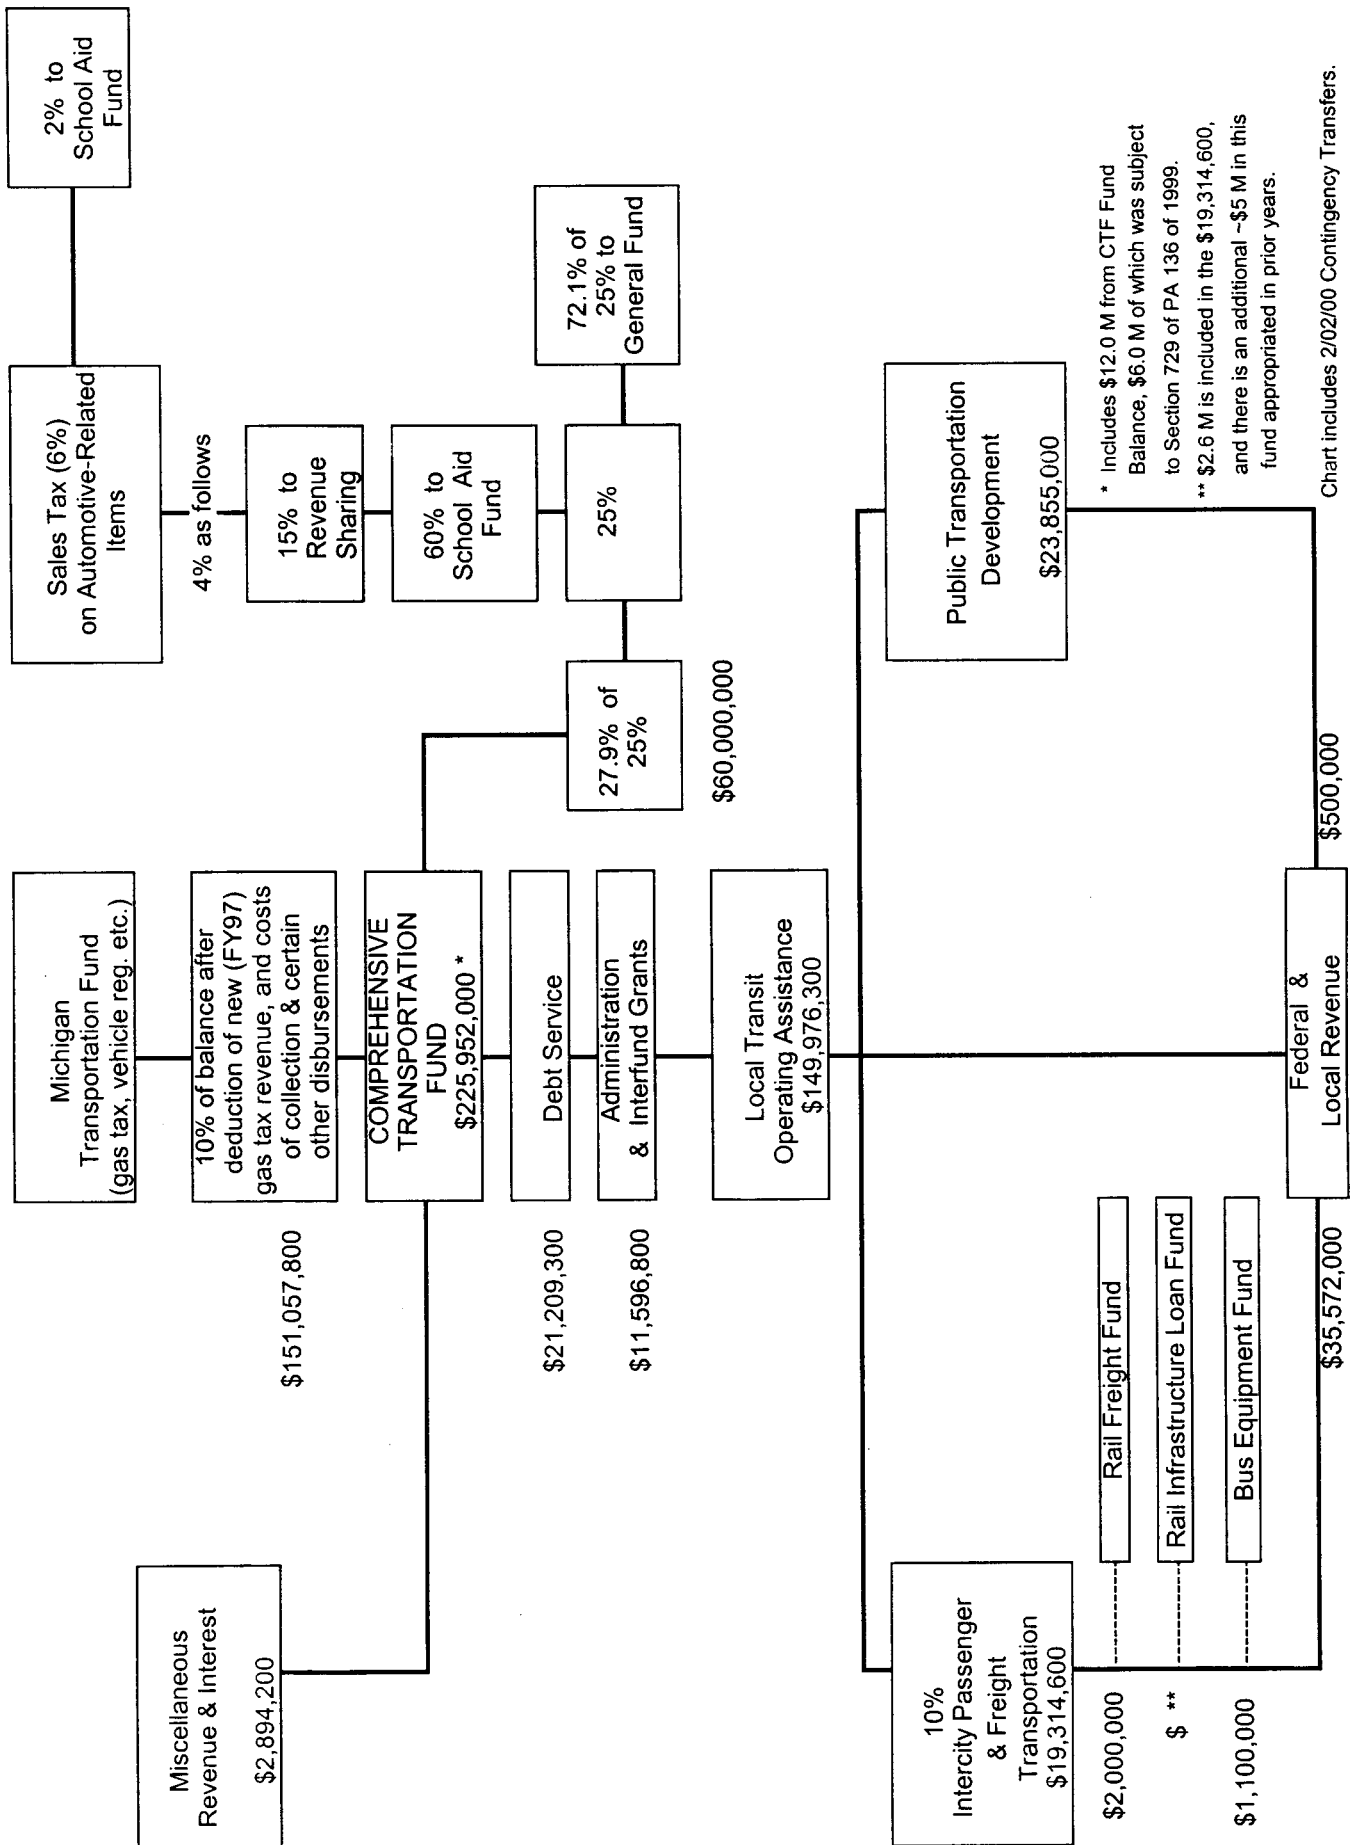 Miscellaneous
Revenue & Interest
$2,894,200
Michigan
Transportation Fund
(gas tax, vehicle reg. etc.)
10% of balance after
deduction of new (FY97)
gas tax revenue, and costs
of collection & certain
other disbursements
$151,057,800
COMPREHENSIVE
TRANSPORTATION
FUND
$225,952,000 *
Debt Service
$21,209,300
Administration
& Interfund Grants
$11,596,800
Local Transit
Operating Assistance
$149,976,300
Sales Tax (6%)
on Automotive-Related
Items
2% to
School Aid
Fund
4% as follows
15% to
Revenue
Sharing
60% to
School Aid
Fund
25%
72.1% of
25% to
General Fund
27.9% of
25%
$60,000,000
10%
Intercity Passenger
& Freight
Transportation
$19,314,600
$2,000,000
Rail Freight Fund
$ **
Rail Infrastructure Loan Fund
$1,100,000
Bus Equipment Fund
$35,572,000
Federal &
Local Revenue
$500,000
Public Transportation
Development
$23,855,000
* Includes $12.0 M from CTF Fund
Balance, $6.0 M of which was subject
to Section 729 of PA 136 of 1999.
** $2.6 M is included in the $19,314,600,
and there is an additional ~$5 M in this
fund appropriated in prior years.
Chart includes 2/02/00 Contingency Transfers.